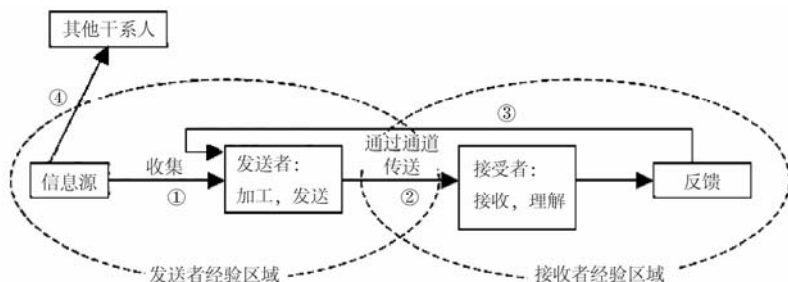 其他干系人
④
③
通过通道
收集
发送者：
传送
接受者：
信息源
加工，发送
接收，理解
反馈
①
②
发送者经验区域
接收者经验区域